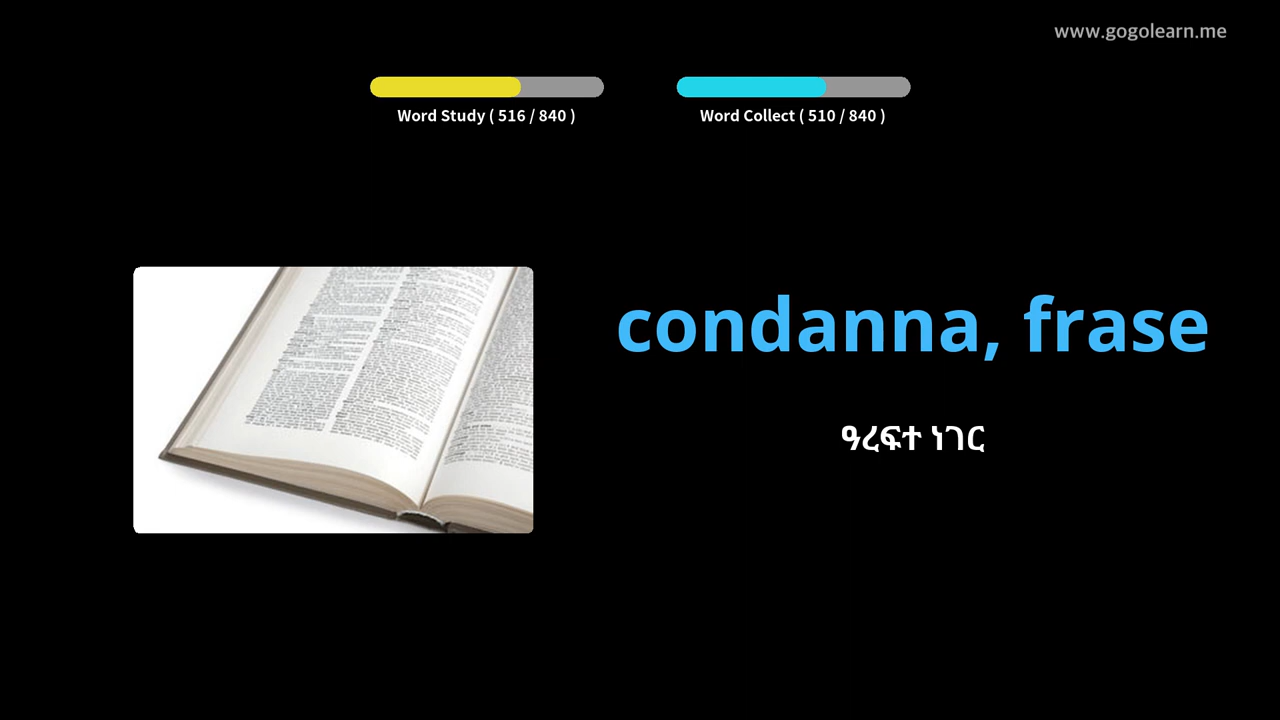 www.gogolearn.me
Word Study ( 516 / 840 )
Word Collect ( 510 / 840 )
condanna, frase
ዓረፍተ ነገር